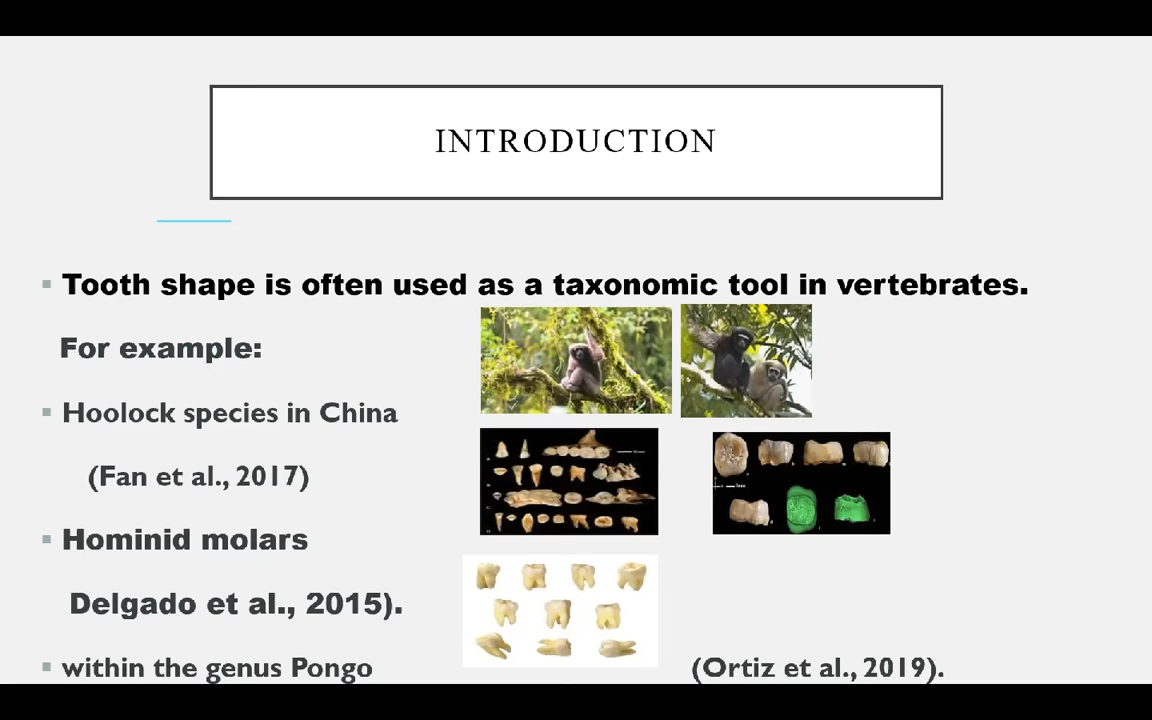 INTRODUCTION
Tooth shape is often used as a taxonomic tool in vertebrates.
For example:
Hoolock species in China
(Fan et al., 2017)
Hominid molars
Delgado et al., 2015).
within the genus Pongo (Ortiz et al., 2019).